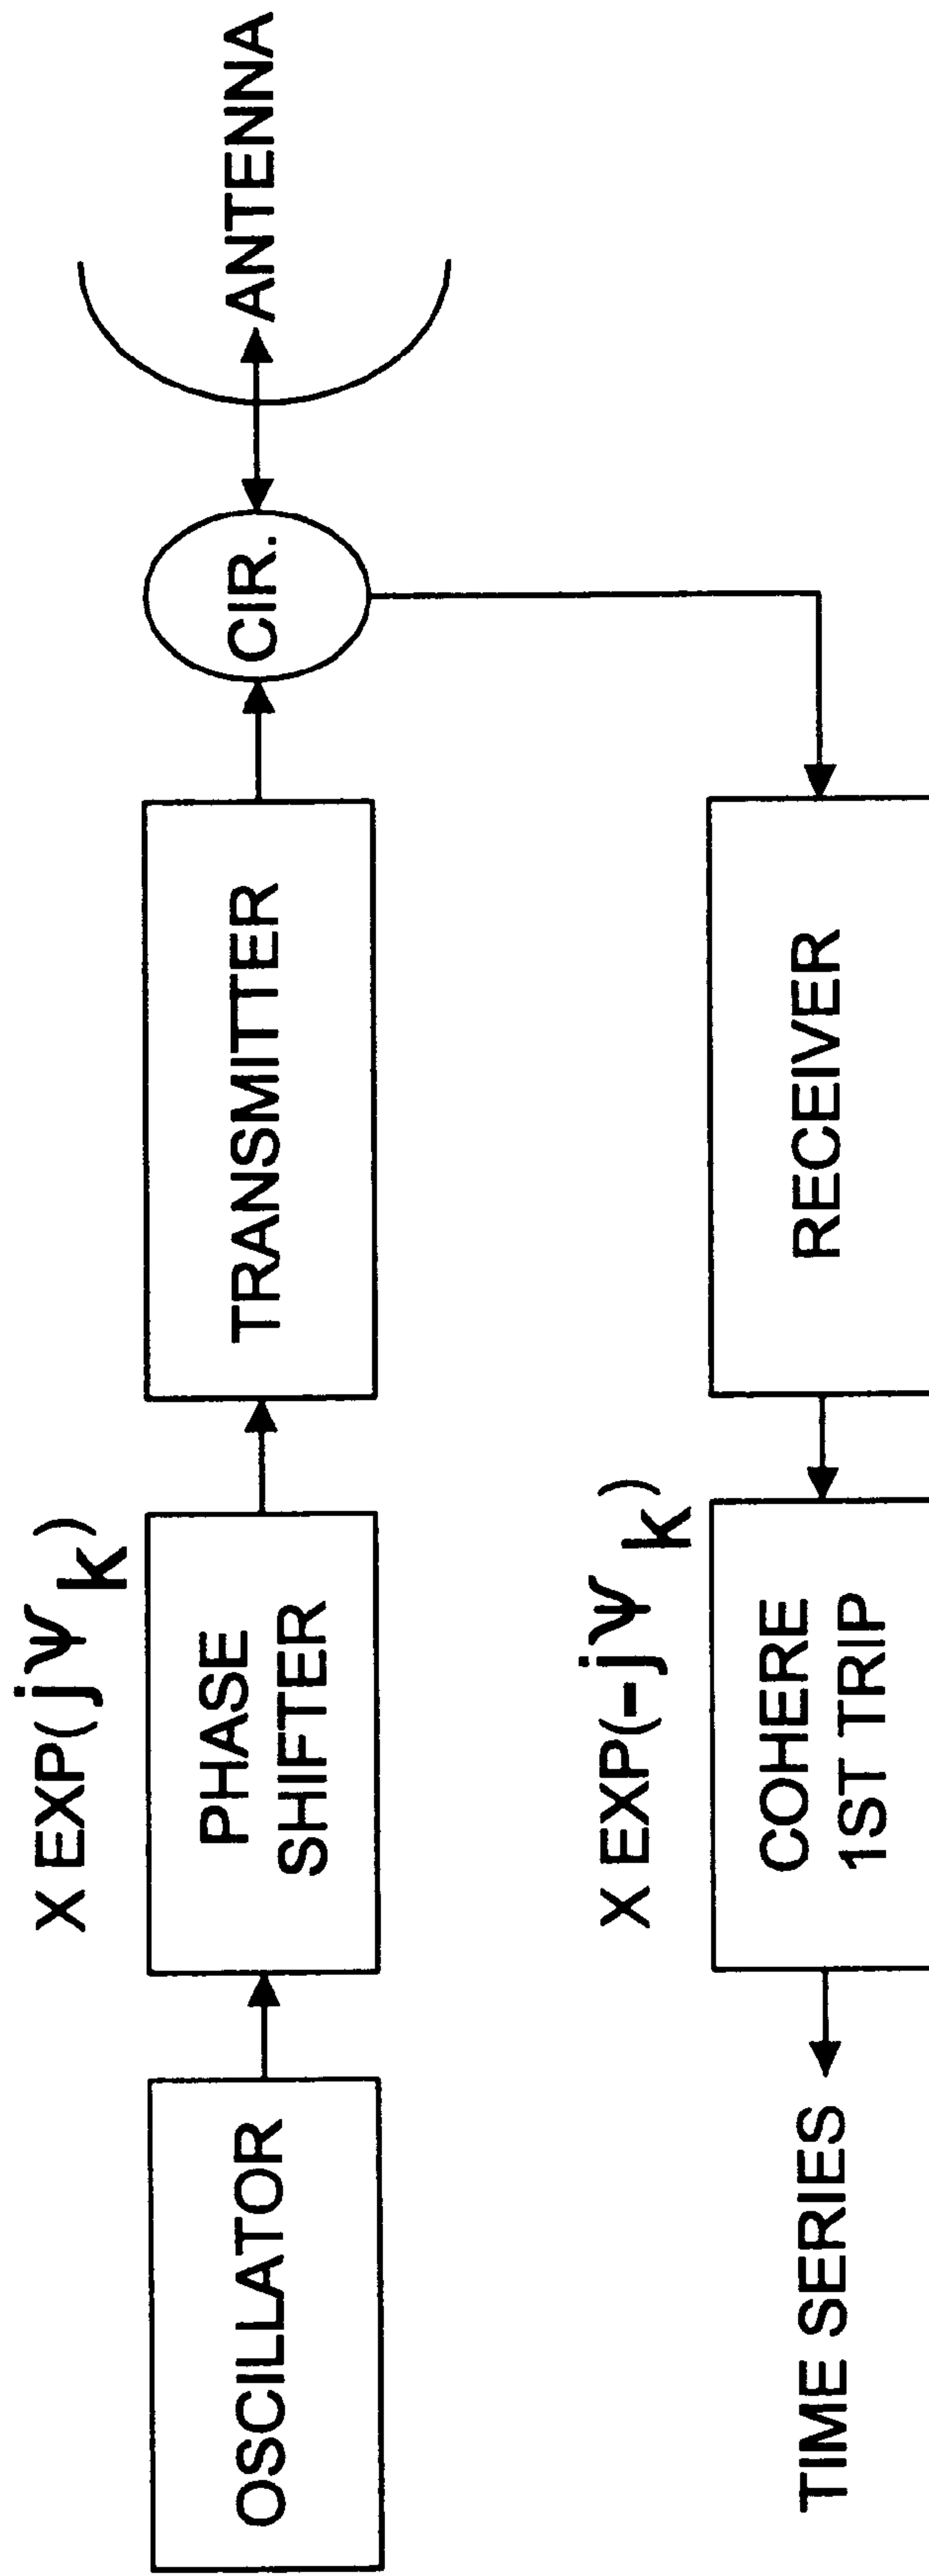 X EXP(jΨk)
OSCILLATOR
PHASE
SHIFTER
TRANSMITTER
CIR.
ANTENNA
X EXP(-jΨk)
TIME SERIES
COHERE
1ST TRIP
RECEIVER